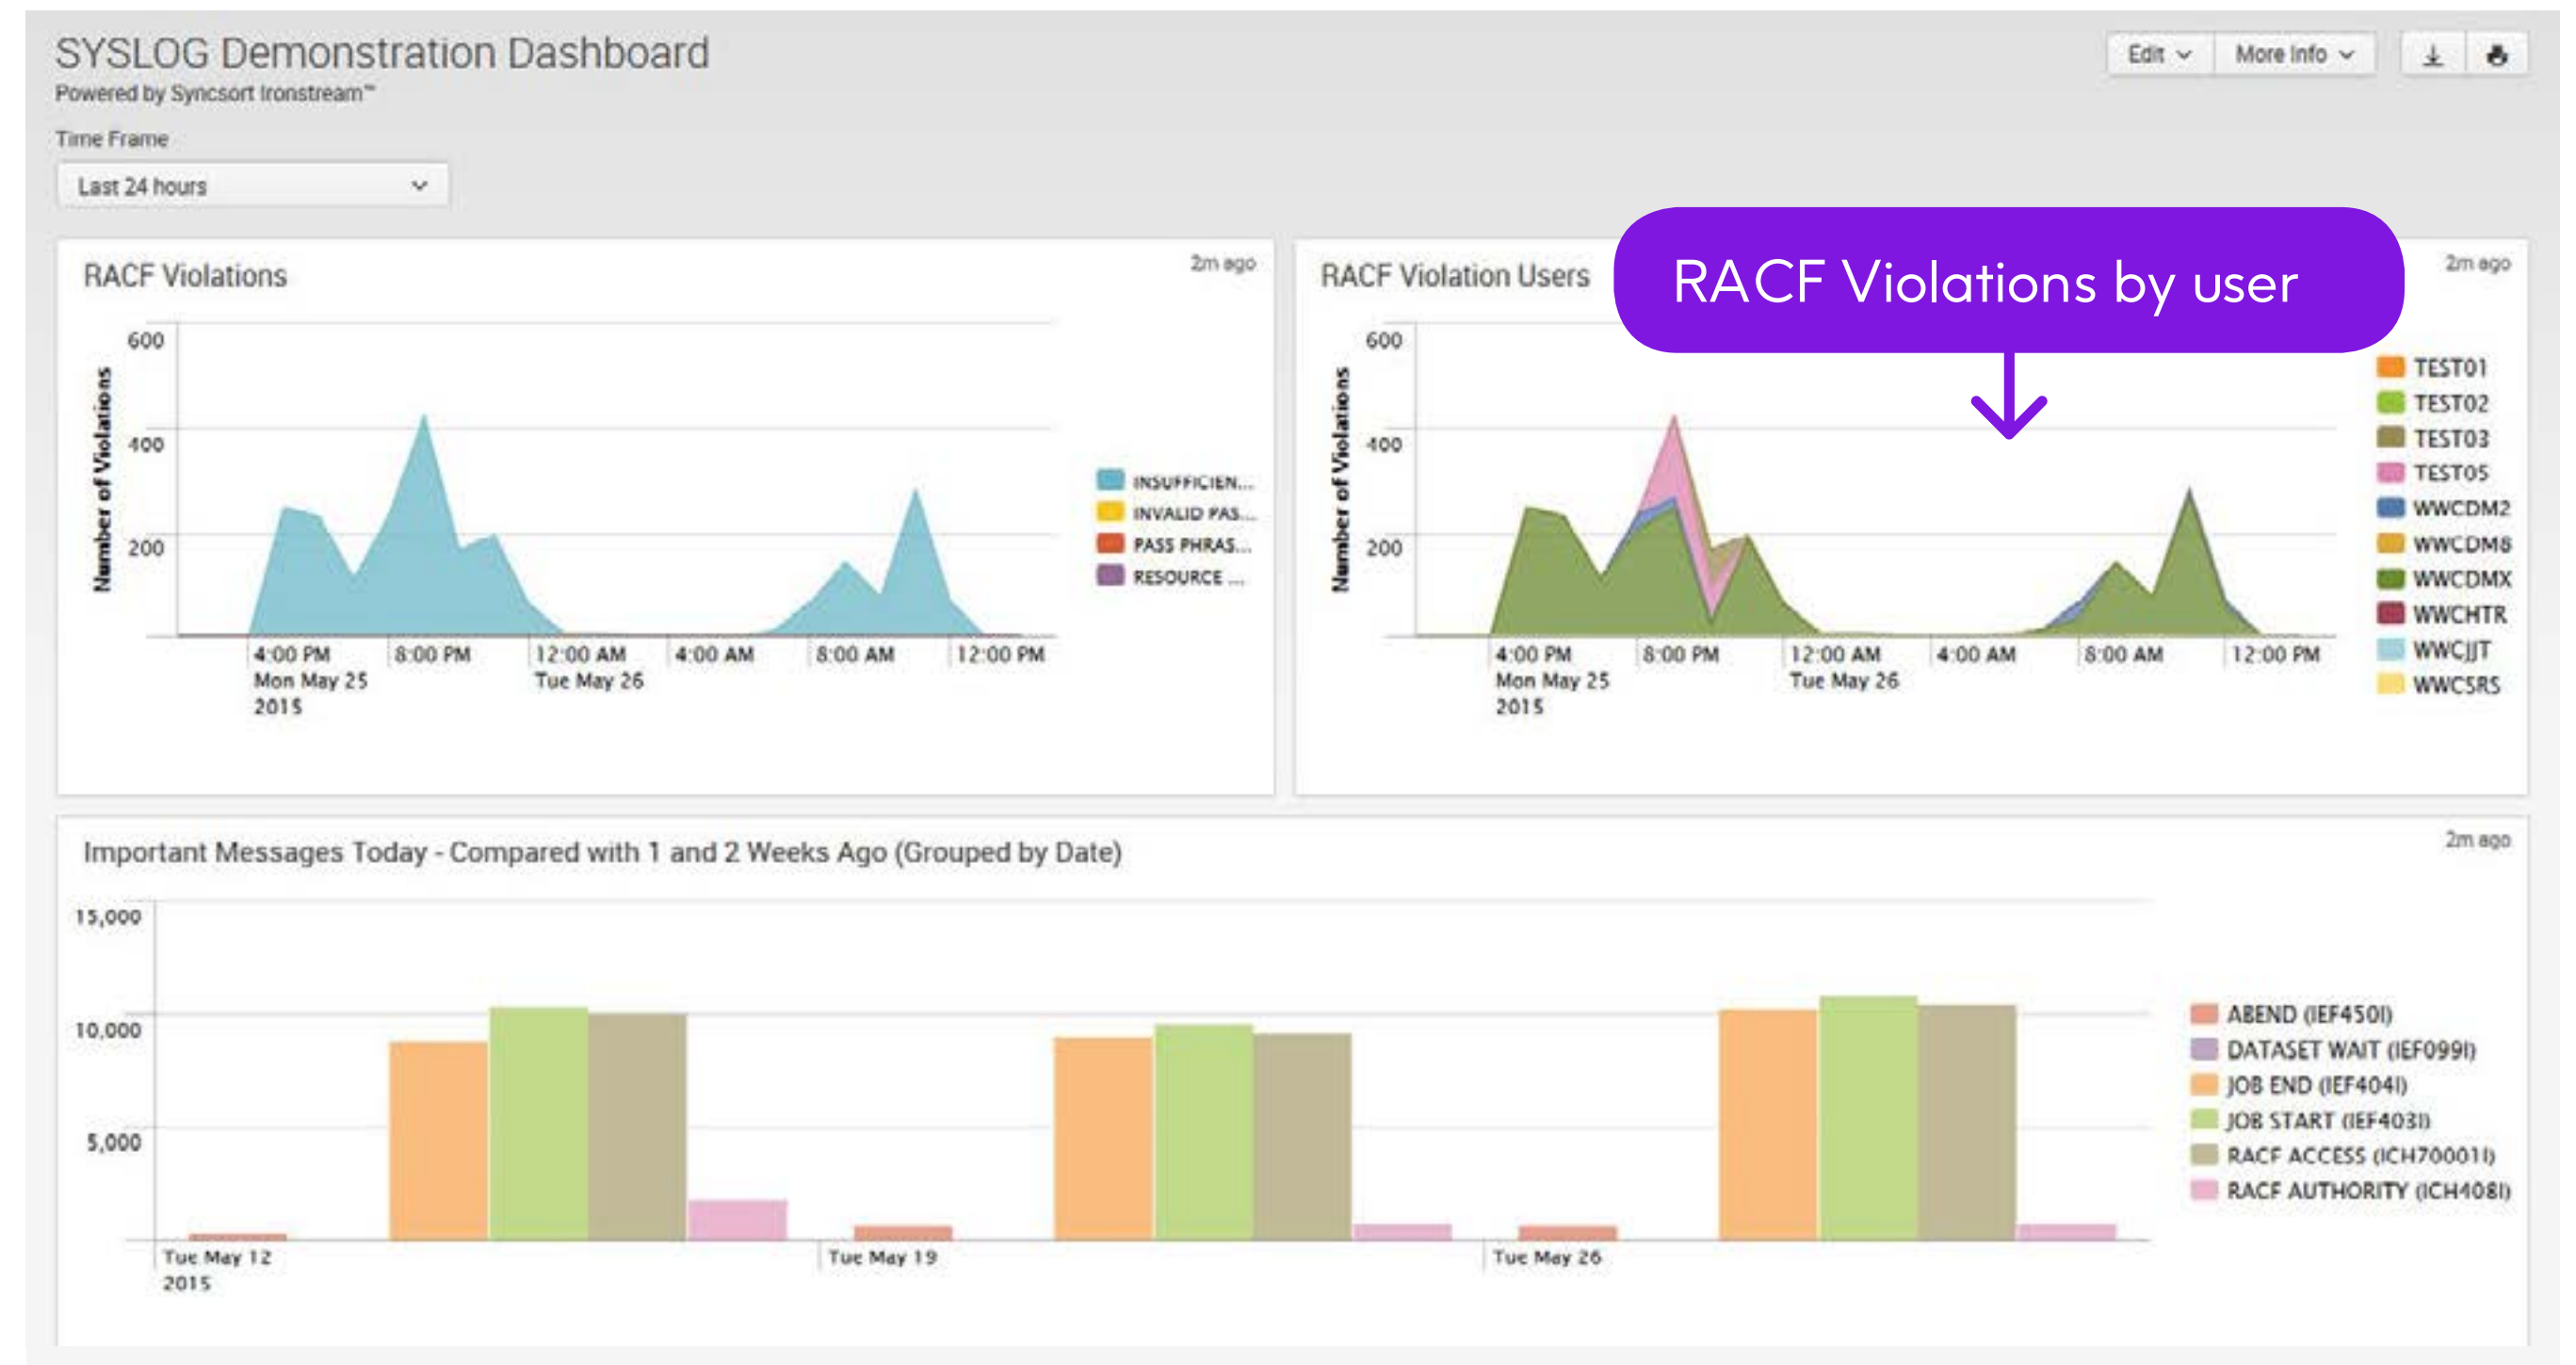 SYSLOG Demonstration Dashboard
Edit
More Info
Powered by Syncsort Ironstream™
Time Frame
Last 24 hours
RACF Violations
2m ago
600
400
200
Number of Violations
4:00 PM
8:00 PM
12:00 AM
4:00 AM
8:00 AM
12:00 PM
Mon May 25
Tue May 26
2015
INSUFFICIEN...
INVALID PAS...
PASS PHRAS...
RESOURCE ...
RACF Violation Users
RACF Violations by user
2m ago
600
400
200
Number of Violations
4:00 PM
8:00 PM
12:00 AM
4:00 AM
8:00 AM
12:00 PM
Mon May 25
Tue May 26
2015
TEST01
TEST02
TEST03
TEST05
WWCDM2
WWCDM8
WWCDMX
WWCHTR
WWCJJT
WWCSRS
Important Messages Today - Compared with 1 and 2 Weeks Ago (Grouped by Date)
2m ago
15,000
10,000
5,000
Tue May 12
Tue May 19
Tue May 26
2015
ABEND (IEF450I)
DATASET WAIT (IEF099I)
JOB END (IEF404I)
JOB START (IEF403I)
RACF ACCESS (ICH70001I)
RACF AUTHORITY (ICH408I)